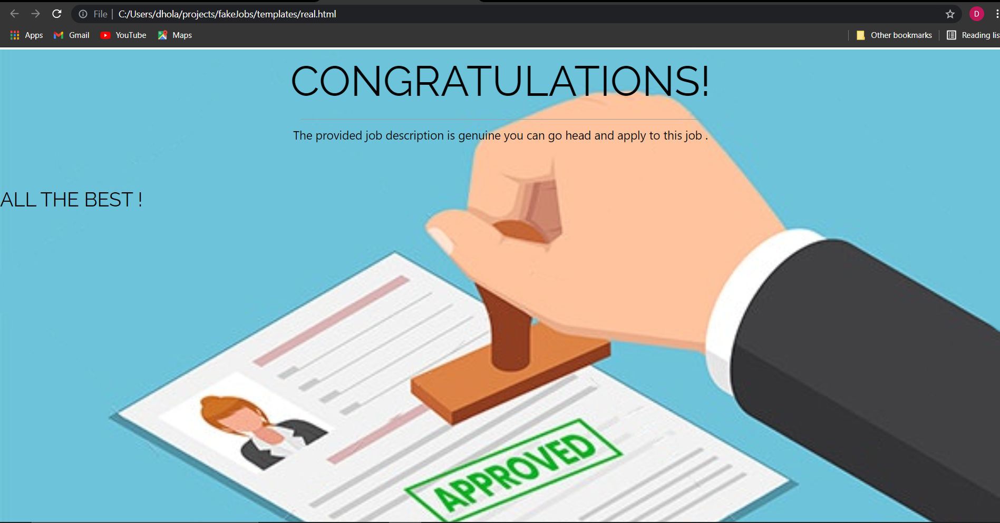 File | C:/Users/dhola/projects/fakeJobs/templates/real.html
D
Apps Gmail YouTube Maps Other bookmarks Reading lis
CONGRATULATIONS!
The provided job description is genuine you can go head and apply to this job .
ALL THE BEST !
APPROVED